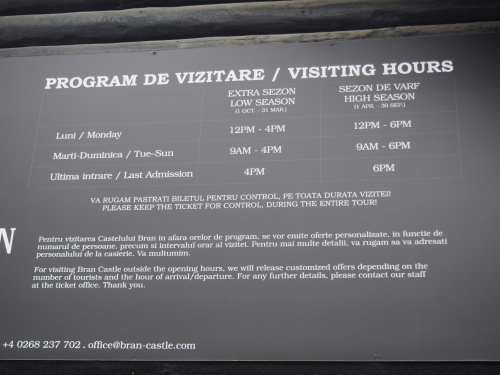 PROGRAM DE VIZITARE / VISITING HOURS
EXTRA SEZON
LOW SEASON
(1 OCT. - 31 MAR.)
SEZON DE VARF
HIGH SEASON
(1 APR. - 30 SEP.)
Luni / Monday 12PM - 4PM 12PM - 6PM
Marti-Duminica / Tue-Sun 9AM - 4PM 9AM - 6PM
Ultima intrare / Last Admission 4PM 6PM
VA RUGAM PASTRATI BILETUL PENTRU CONTROL, PE TOATA DURATA VIZITEI!
PLEASE KEEP THE TICKET FOR CONTROL, DURING THE ENTIRE TOUR!
N
Pentru vizitarea Castelului Bran in afara orelor de program, se vor emite oferte personalizate, in functie de
numarul de persoane, precum si intervalul orar al vizitei. Pentru mai multe detalii, va rugam sa va adresati
personalului de la casierie. Va multumim.
For visiting Bran Castle outside the opening hours, we will release customized offers depending on the
number of tourists and the hour of arrival/departure. For any further details, please contact our staff
at the ticket office. Thank you.
+4 0268 237 702 . office@bran-castle.com